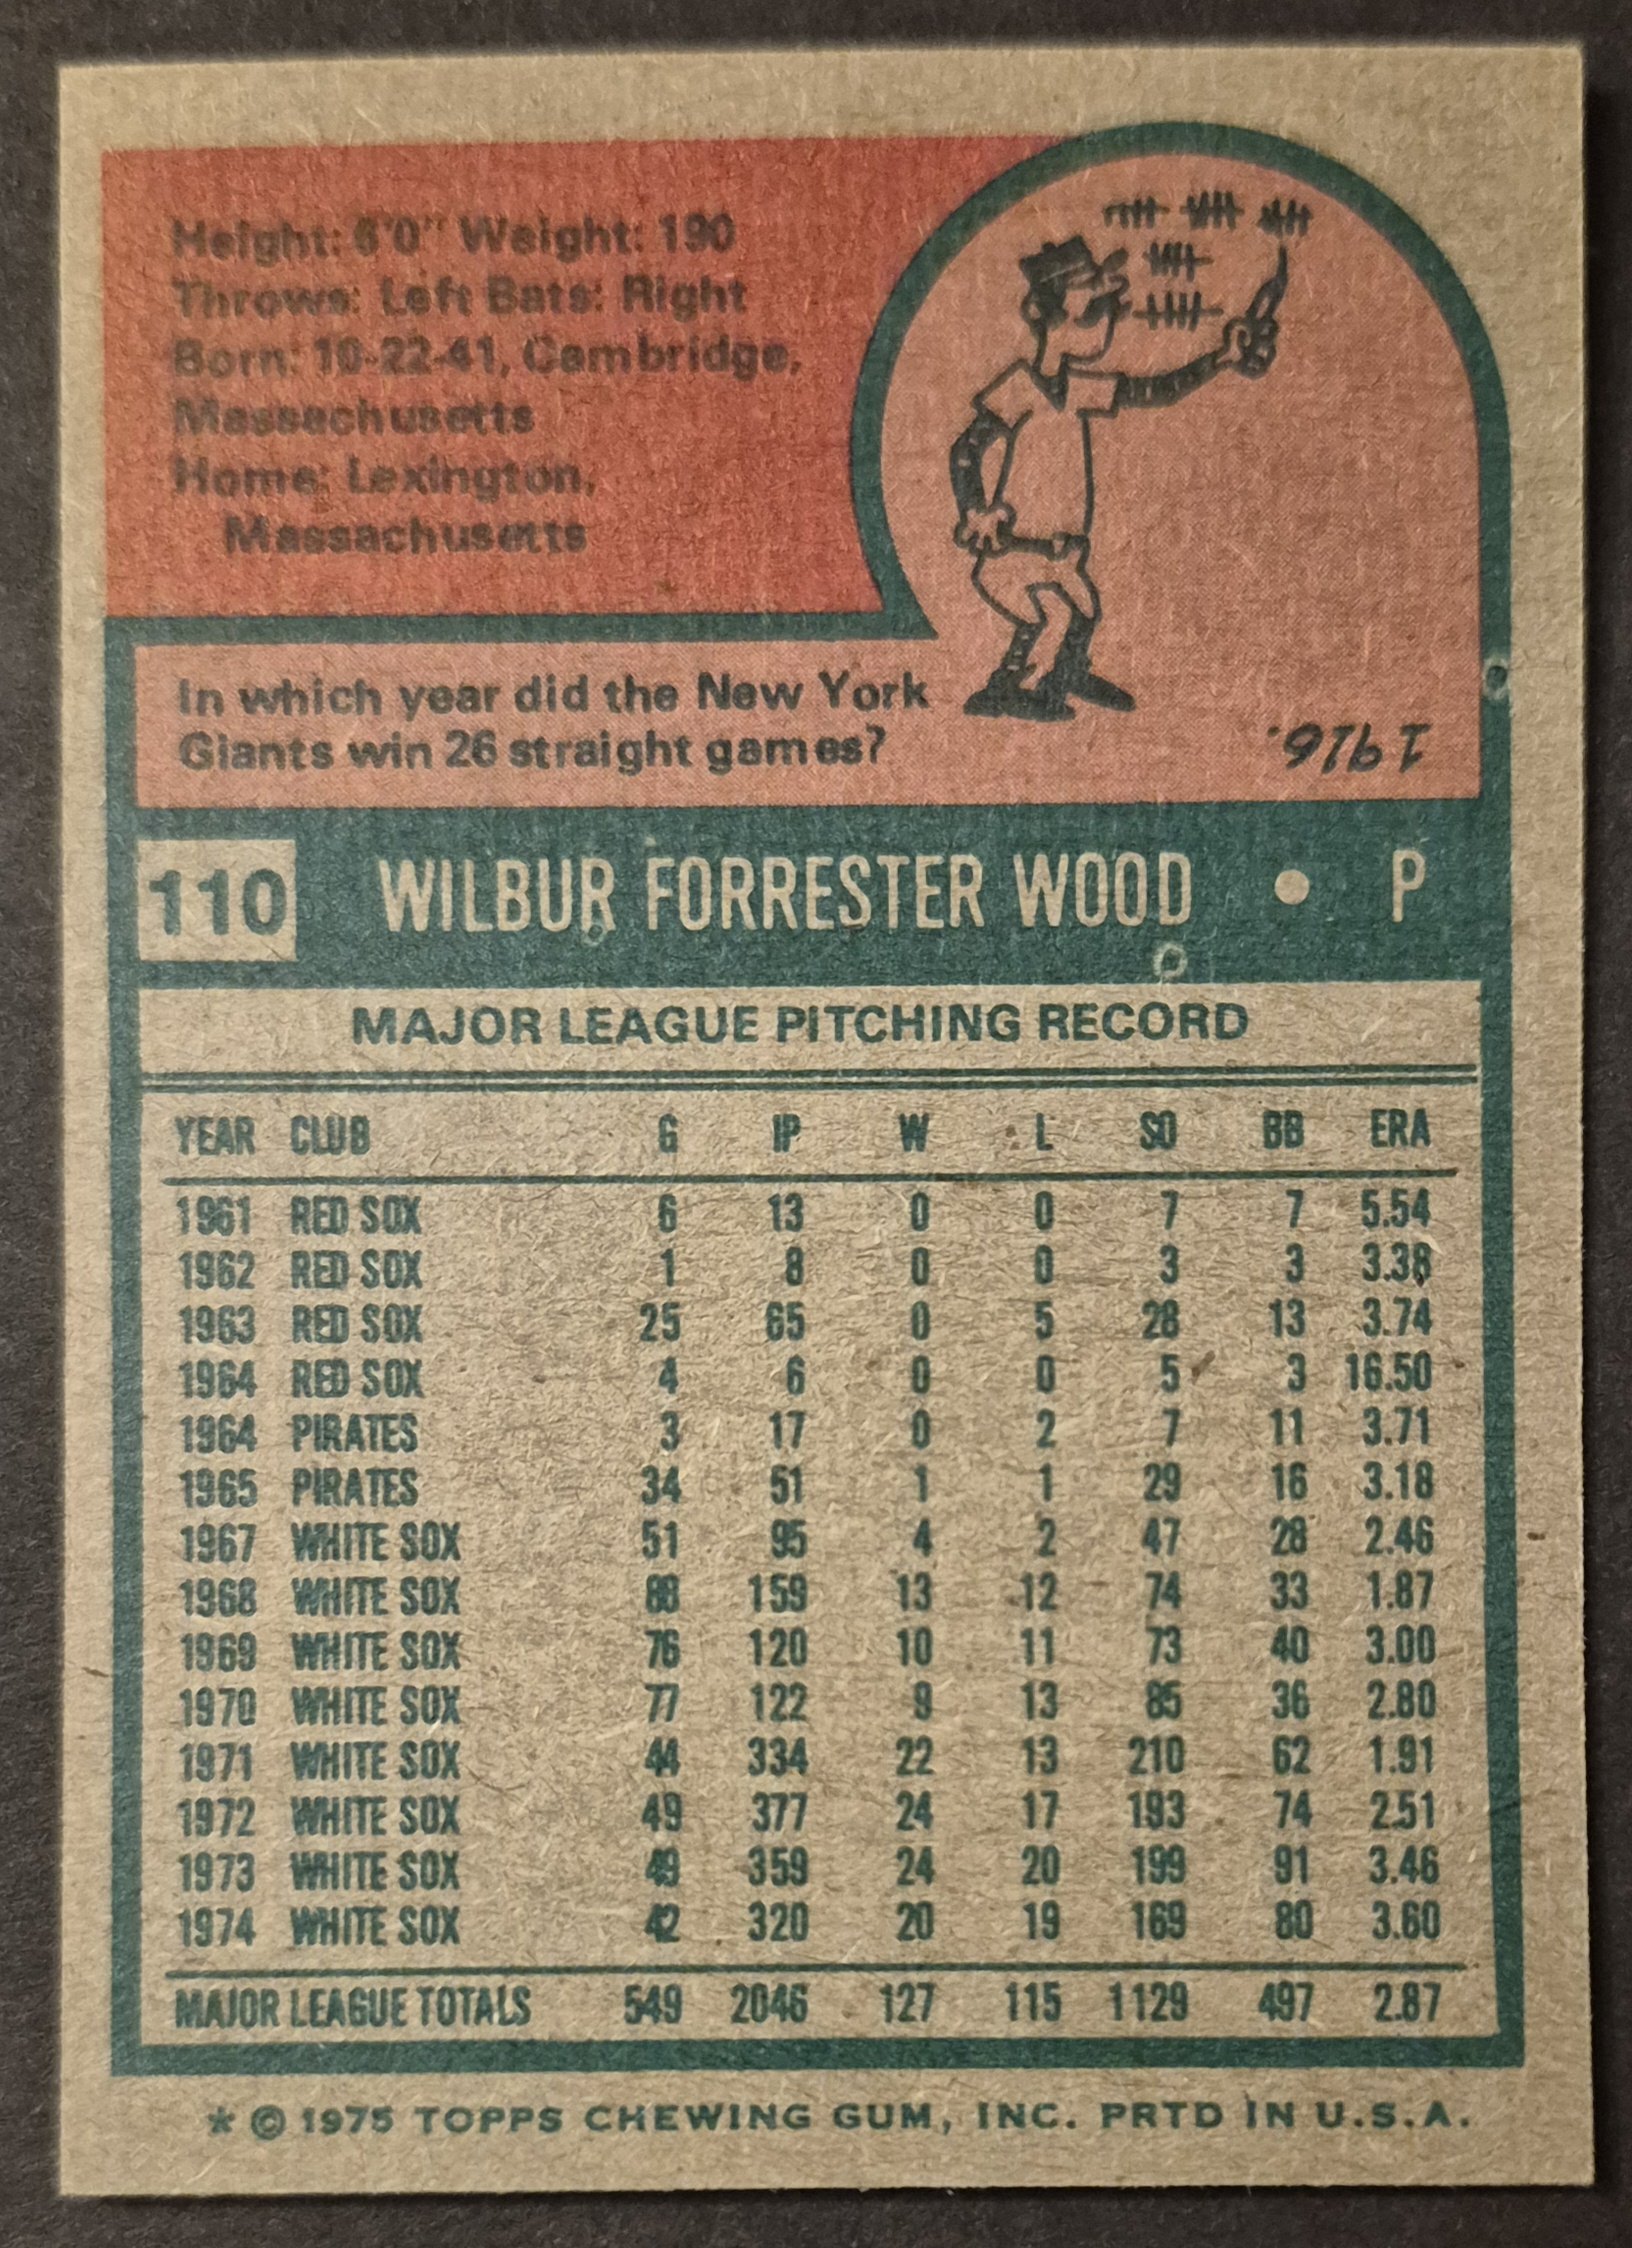 Height: 6'0" Weight: 190
Throws: Left Bats: Right
Born: 10-22-41, Cambridge,
Massachusetts
Home: Lexington,
Massachusetts
In which year did the New York
Giants win 26 straight games?
1916.
110 WILBUR FORRESTER WOOD • P
MAJOR LEAGUE PITCHING RECORD
YEAR CLUB G IP W L SO BB ERA
1961 RED SOX 6 13 0 0 7 7 5.54
1962 RED SOX 1 8 0 0 3 3 3.38
1963 RED SOX 25 65 0 5 28 13 3.74
1964 RED SOX 4 6 0 0 5 3 16.50
1964 PIRATES 3 17 0 2 7 11 3.71
1965 PIRATES 34 51 1 1 29 16 3.18
1967 WHITE SOX 51 95 4 2 47 28 2.46
1968 WHITE SOX 88 159 13 12 74 33 1.87
1969 WHITE SOX 76 120 10 11 73 40 3.00
1970 WHITE SOX 77 122 9 13 85 36 2.80
1971 WHITE SOX 44 334 22 13 210 62 1.91
1972 WHITE SOX 49 377 24 17 193 74 2.51
1973 WHITE SOX 49 359 24 20 199 91 3.46
1974 WHITE SOX 42 320 20 19 169 80 3.60
MAJOR LEAGUE TOTALS 549 2046 127 115 1129 497 2.87
* © 1975 TOPPS CHEWING GUM, INC. PRTD IN U.S.A.